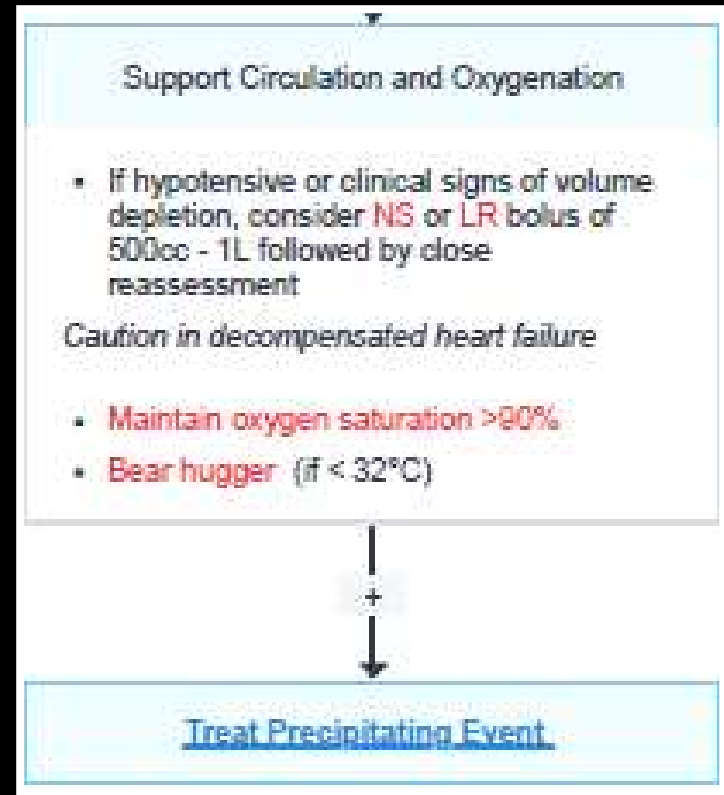 Support Circulation and Oxygenation
• If hypotensive or clinical signs of volume
depletion, consider NS or LR bolus of
500cc - 1L followed by close
reassessment
Caution in decompensated heart failure
• Maintain oxygen saturation >90%
• Bear hugger (if < 32°C)
+
Treat Precipitating Event